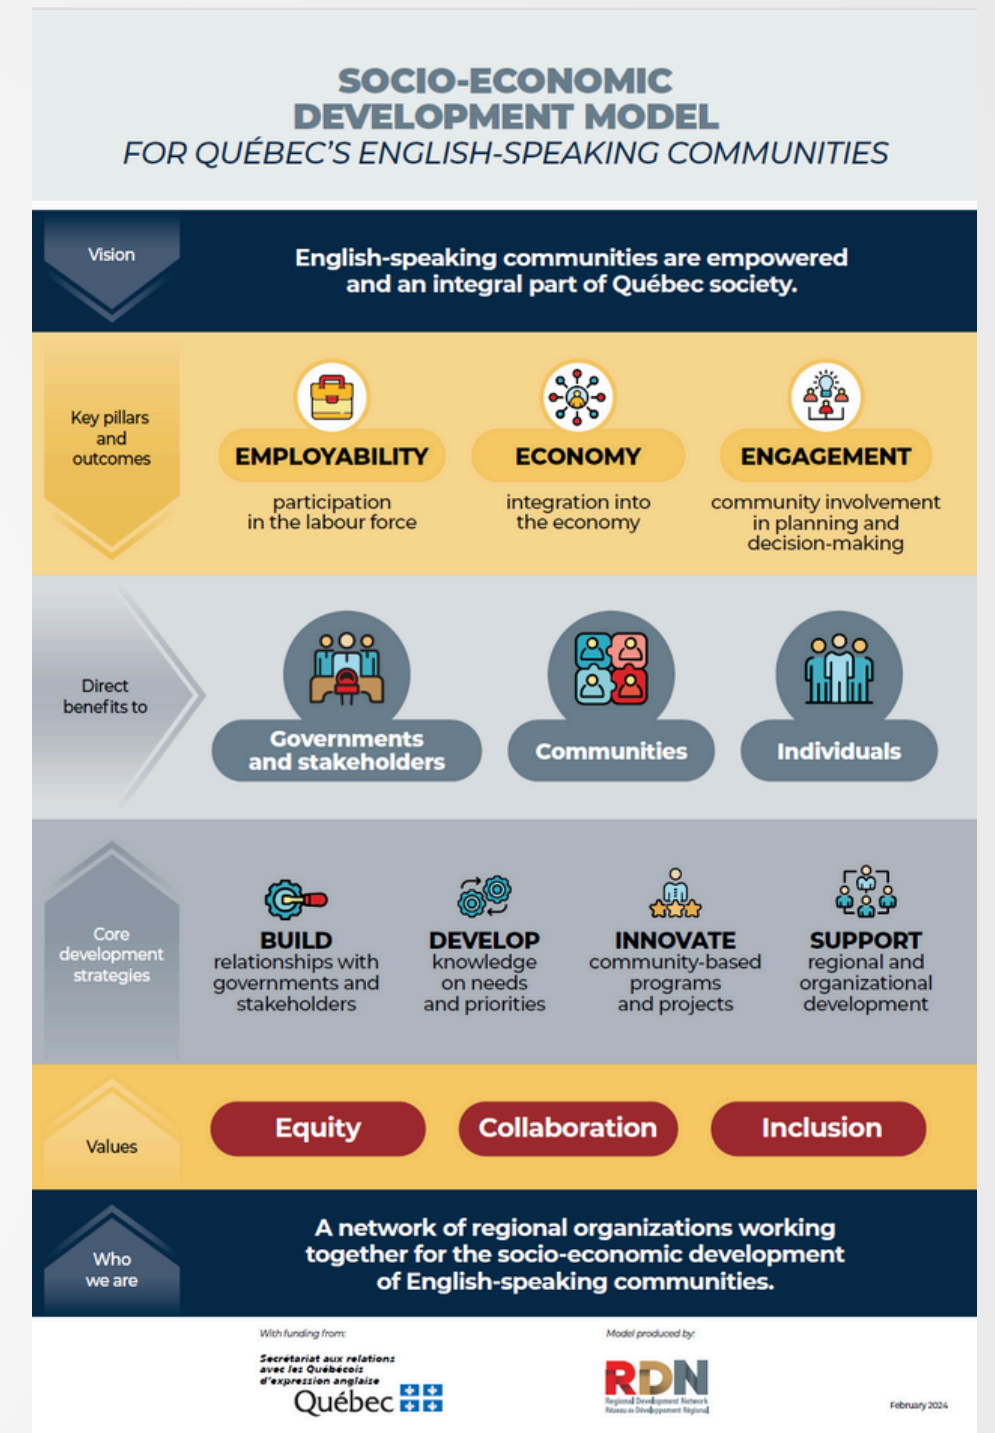 SOCIO-ECONOMIC
DEVELOPMENT MODEL
FOR QUÉBEC'S ENGLISH-SPEAKING COMMUNITIES
Vision
English-speaking communities are empowered
and an integral part of Québec society.
Key pillars
and
outcomes
EMPLOYABILITY
participation
in the labour force
ECONOMY
integration into
the economy
ENGAGEMENT
community involvement
in planning and
decision-making
Direct
benefits to
Governments
and stakeholders
Communities
Individuals
Core
development
strategies
BUILD
relationships with
governments and
stakeholders
DEVELOP
knowledge
on needs
and priorities
INNOVATE
community-based
programs
and projects
SUPPORT
regional and
organizational
development
Values
Equity
Collaboration
Inclusion
Who
we are
A network of regional organizations working
together for the socio-economic development
of English-speaking communities.
With funding from:
Secrétariat aux relations
avec les Québécois
d'expression anglaise
Québec
Model produced by:
RDN
Regional Development Network
Réseau de Développement Régional
February 2024